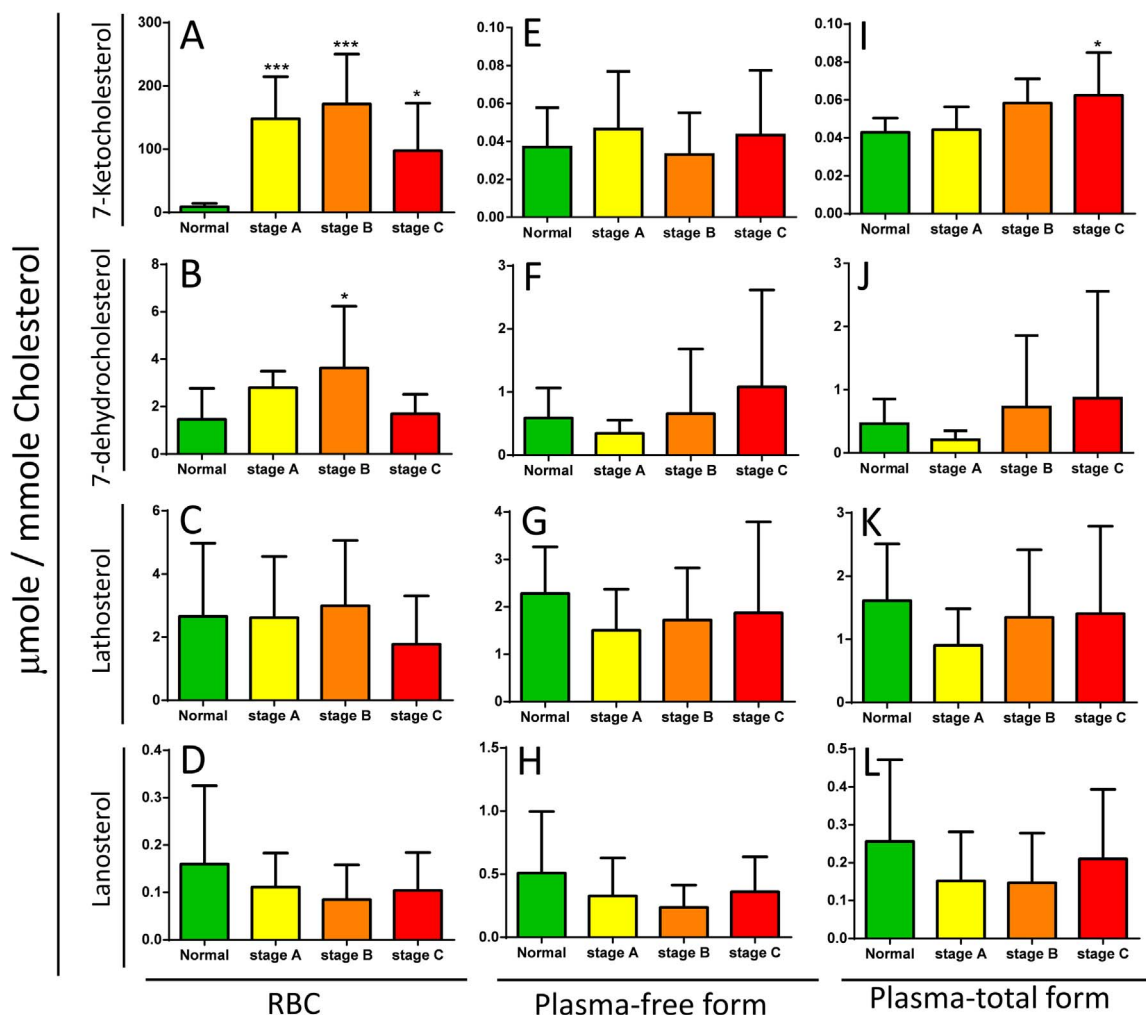 μmole / mmole Cholesterol
7-Ketocholesterol
A
300
200
100
0
***
***
*
Normal stage A stage B stage C
E
0.10
0.08
0.06
0.04
0.02
0.00
Normal stage A stage B stage C
I
0.10
0.08
0.06
0.04
0.02
0.00
*
Normal stage A stage B stage C
7-dehydrocholesterol
B
8
6
4
2
0
*
Normal stage A stage B stage C
F
3
2
1
0
Normal stage A stage B stage C
J
3
2
1
0
Normal stage A stage B stage C
Lathosterol
C
6
4
2
0
Normal stage A stage B stage C
G
4
3
2
1
0
Normal stage A stage B stage C
K
3
2
1
0
Normal stage A stage B stage C
Lanosterol
D
0.4
0.3
0.2
0.1
0.0
Normal stage A stage B stage C
H
1.5
1.0
0.5
0.0
Normal stage A stage B stage C
L
0.5
0.4
0.3
0.2
0.1
0.0
Normal stage A stage B stage C
RBC
Plasma-free form
Plasma-total form